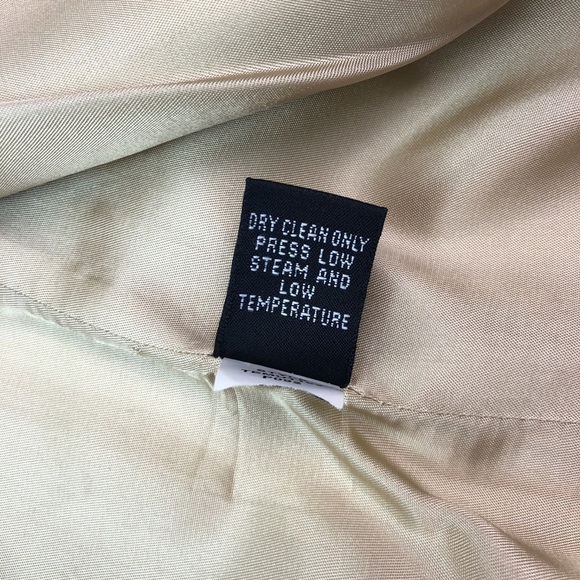 DRY CLEAN ONLY
PRESS LOW
STEAM AND
LOW
TEMPERATURE